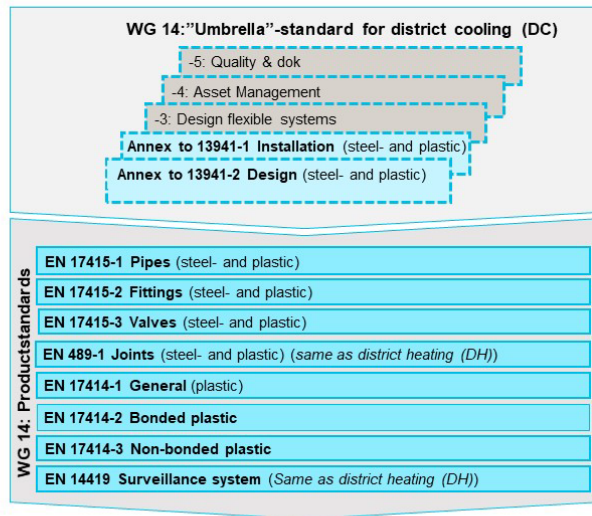 WG 14:”Umbrella”-standard for district cooling (DC)
-5: Quality & dok
-4: Asset Management
-3: Design flexible systems
Annex to 13941-1 Installation (steel- and plastic)
Annex to 13941-2 Design (steel- and plastic)
WG 14: Productstandards
EN 17415-1 Pipes (steel- and plastic)
EN 17415-2 Fittings (steel- and plastic)
EN 17415-3 Valves (steel- and plastic)
EN 489-1 Joints (steel- and plastic) (same as district heating (DH))
EN 17414-1 General (plastic)
EN 17414-2 Bonded plastic
EN 17414-3 Non-bonded plastic
EN 14419 Surveillance system (Same as district heating (DH))